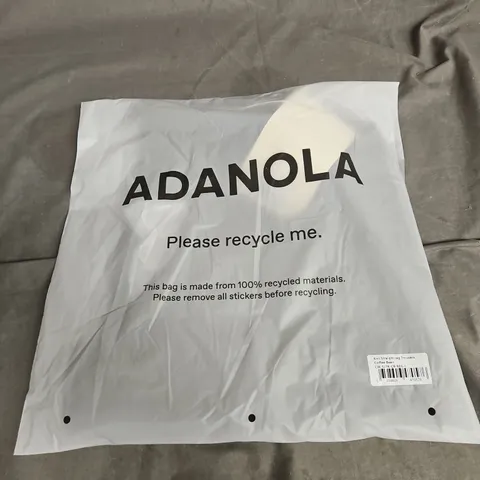 ADANOLA
Please recycle me.
This bag is made from 100% recycled materials.
Please remove all stickers before recycling.